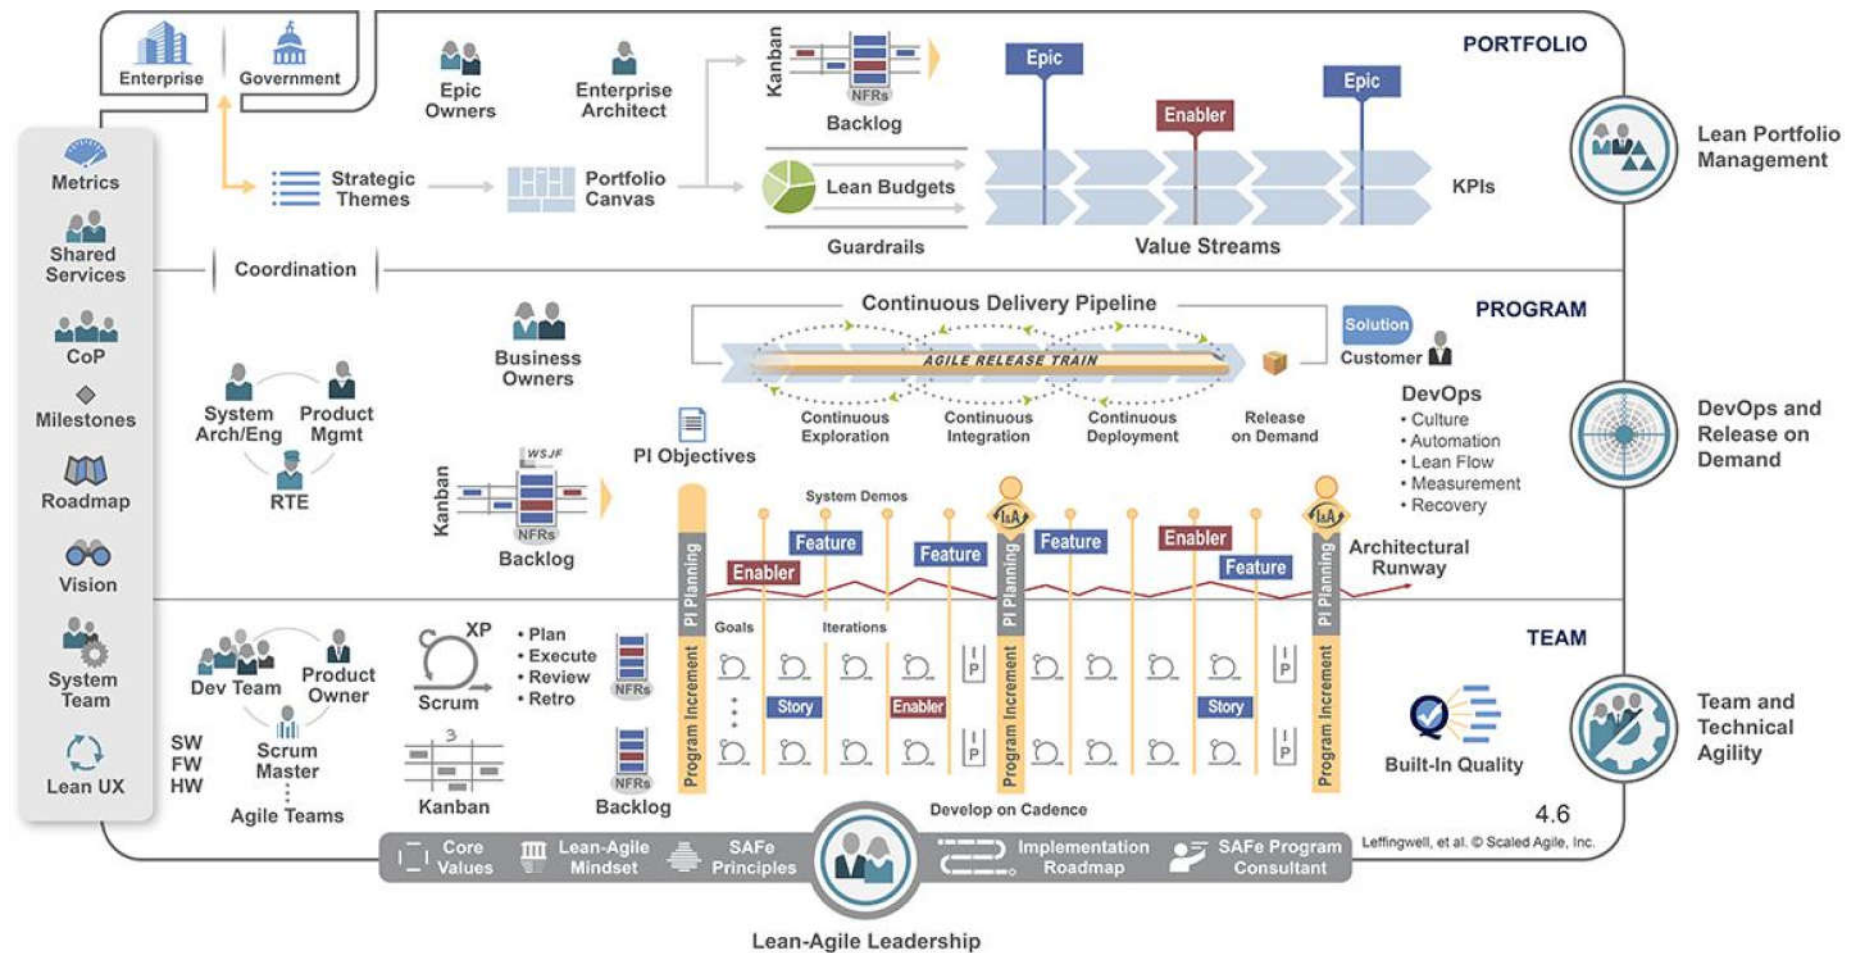 Enterprise
Government
Epic
Owners
Enterprise
Architect
Kanban
NFRs
Backlog
Epic
Enabler
Epic
PORTFOLIO
Lean Portfolio
Management
Strategic
Themes
Portfolio
Canvas
Lean Budgets
Guardrails
Value Streams
KPIs
Metrics
Shared
Services
CoP
Milestones
Roadmap
Vision
System
Team
Lean UX
Coordination
PROGRAM
Business
Owners
Continuous Delivery Pipeline
AGILE RELEASE TRAIN
Continuous
Exploration
Continuous
Integration
Continuous
Deployment
Release
on Demand
Solution
Customer
DevOps
• Culture
• Automation
• Lean Flow
• Measurement
• Recovery
DevOps and
Release on
Demand
System
Arch/Eng
Product
Mgmt
RTE
Kanban
WSJF
NFRs
Backlog
PI Objectives
System Demos
Enabler
Feature
Feature
I&A
Feature
Enabler
Feature
I&A
Architectural
Runway
PI Planning
PI Planning
PI Planning
TEAM
Dev Team
Product
Owner
Scrum
Master
Agile Teams
SW
FW
HW
XP
Scrum
• Plan
• Execute
• Review
• Retro
Kanban
3
NFRs
NFRs
Backlog
Program Increment
Goals
Iterations
I
P
Story
Enabler
I
P
Program Increment
I
P
Story
I
P
Program Increment
Develop on Cadence
Built-In Quality
Team and
Technical
Agility
4.6
Leffingwell, et al. © Scaled Agile, Inc.
Core
Values
Lean-Agile
Mindset
SAFe
Principles
Implementation
Roadmap
SAFe Program
Consultant
Lean-Agile Leadership